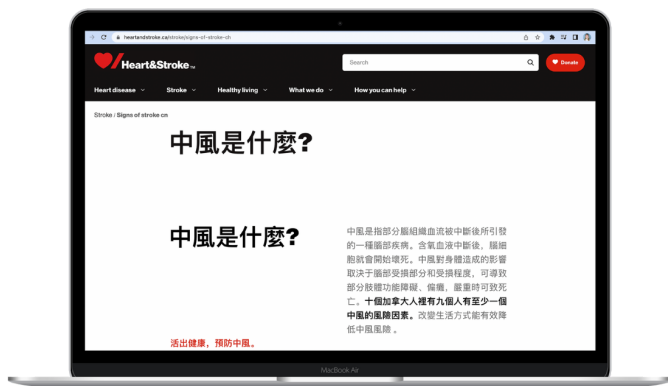 heartandstroke.ca/stroke/signs-of-stroke-ch
Heart&Stroke™
Search
Donate
Heart disease
Stroke
Healthy living
What we do
How you can help
Stroke / Signs of stroke cn
中風是什麼?
中風是什麼?
中風是指部分腦組織血流被中斷後所引發
的一種腦部疾病。含氧血液中斷後，腦細
胞就會開始壞死。中風對身體造成的影響
取決于腦部受損部分和受損程度，可導致
部分肢體功能障礙、偏癱，嚴重時可致死
亡。十個加拿大人裡有九個人有至少一個
中風的風險因素。改變生活方式能有效降
低中風風險 。
活出健康，預防中風。
MacBook Air